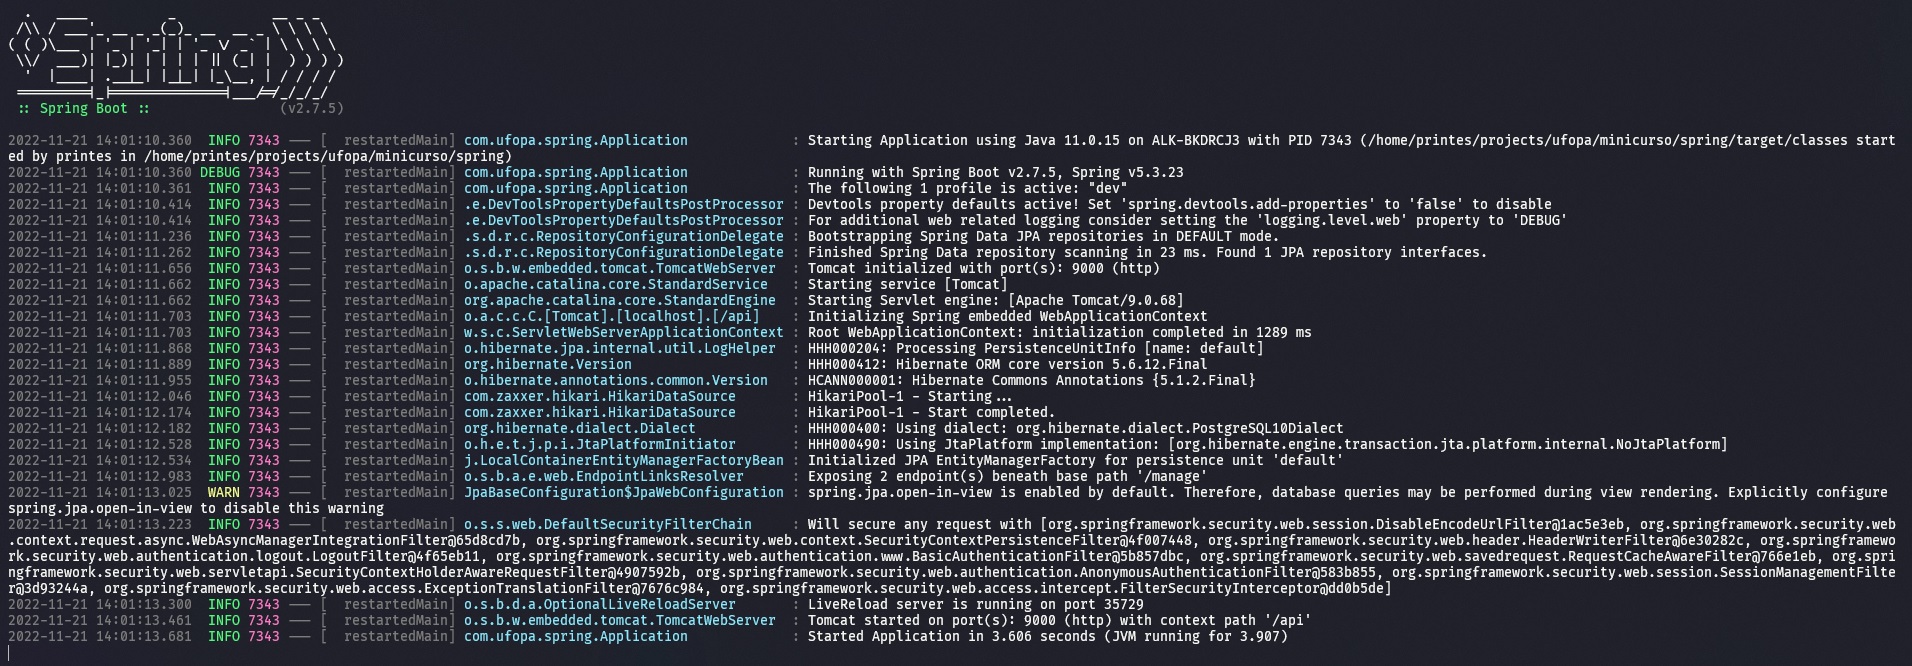 .   ____          _            __ _ _
 /\\ / ___'_ __ _ _(_)_ __  __ _ \ \ \ \
( ( )\___ | '_ | '_| | '_ \/ _` | \ \ \ \
 \\/  ___)| |_)| | | | | || (_| |  ) ) ) )
  '  |____| .__|_| |_|_| |_\__, | / / / /
 =========|_|==============|___/=/_/_/_/
 :: Spring Boot ::                (v2.7.5)
2022-11-21 14:01:10.360  INFO 7343 --- [  restartedMain] com.ufopa.spring.Application             : Starting Application using Java 11.0.15 on ALK-BKDRCJ3 with PID 7343 (/home/printes/projects/ufopa/minicurso/spring/target/classes start
ed by printes in /home/printes/projects/ufopa/minicurso/spring)
2022-11-21 14:01:10.360 DEBUG 7343 --- [  restartedMain] com.ufopa.spring.Application             : Running with Spring Boot v2.7.5, Spring v5.3.23
2022-11-21 14:01:10.361  INFO 7343 --- [  restartedMain] com.ufopa.spring.Application             : The following 1 profile is active: "dev"
2022-11-21 14:01:10.414  INFO 7343 --- [  restartedMain] .e.DevToolsPropertyDefaultsPostProcessor : Devtools property defaults active! Set 'spring.devtools.add-properties' to 'false' to disable
2022-11-21 14:01:10.414  INFO 7343 --- [  restartedMain] .e.DevToolsPropertyDefaultsPostProcessor : For additional web related logging consider setting the 'logging.level.web' property to 'DEBUG'
2022-11-21 14:01:11.236  INFO 7343 --- [  restartedMain] .s.d.r.c.RepositoryConfigurationDelegate : Bootstrapping Spring Data JPA repositories in DEFAULT mode.
2022-11-21 14:01:11.262  INFO 7343 --- [  restartedMain] .s.d.r.c.RepositoryConfigurationDelegate : Finished Spring Data repository scanning in 23 ms. Found 1 JPA repository interfaces.
2022-11-21 14:01:11.656  INFO 7343 --- [  restartedMain] o.s.b.w.embedded.tomcat.TomcatWebServer  : Tomcat initialized with port(s): 9000 (http)
2022-11-21 14:01:11.662  INFO 7343 --- [  restartedMain] o.apache.catalina.core.StandardService   : Starting service [Tomcat]
2022-11-21 14:01:11.662  INFO 7343 --- [  restartedMain] org.apache.catalina.core.StandardEngine  : Starting Servlet engine: [Apache Tomcat/9.0.68]
2022-11-21 14:01:11.703  INFO 7343 --- [  restartedMain] o.a.c.c.C.[Tomcat].[localhost].[/api]    : Initializing Spring embedded WebApplicationContext
2022-11-21 14:01:11.703  INFO 7343 --- [  restartedMain] w.s.c.ServletWebServerApplicationContext : Root WebApplicationContext: initialization completed in 1289 ms
2022-11-21 14:01:11.868  INFO 7343 --- [  restartedMain] o.hibernate.jpa.internal.util.LogHelper  : HHH000204: Processing PersistenceUnitInfo [name: default]
2022-11-21 14:01:11.889  INFO 7343 --- [  restartedMain] org.hibernate.Version                    : HHH000412: Hibernate ORM core version 5.6.12.Final
2022-11-21 14:01:11.955  INFO 7343 --- [  restartedMain] o.hibernate.annotations.common.Version   : HCANN000001: Hibernate Commons Annotations {5.1.2.Final}
2022-11-21 14:01:12.046  INFO 7343 --- [  restartedMain] com.zaxxer.hikari.HikariDataSource       : HikariPool-1 - Starting...
2022-11-21 14:01:12.174  INFO 7343 --- [  restartedMain] com.zaxxer.hikari.HikariDataSource       : HikariPool-1 - Start completed.
2022-11-21 14:01:12.182  INFO 7343 --- [  restartedMain] org.hibernate.dialect.Dialect            : HHH000400: Using dialect: org.hibernate.dialect.PostgreSQL10Dialect
2022-11-21 14:01:12.528  INFO 7343 --- [  restartedMain] o.h.e.t.j.p.i.JtaPlatformInitiator       : HHH000490: Using JtaPlatform implementation: [org.hibernate.engine.transaction.jta.platform.internal.NoJtaPlatform]
2022-11-21 14:01:12.534  INFO 7343 --- [  restartedMain] j.LocalContainerEntityManagerFactoryBean : Initialized JPA EntityManagerFactory for persistence unit 'default'
2022-11-21 14:01:12.983  INFO 7343 --- [  restartedMain] o.s.b.a.e.web.EndpointLinksResolver      : Exposing 2 endpoint(s) beneath base path '/manage'
2022-11-21 14:01:13.025  WARN 7343 --- [  restartedMain] JpaBaseConfiguration$JpaWebConfiguration : spring.jpa.open-in-view is enabled by default. Therefore, database queries may be performed during view rendering. Explicitly configure
spring.jpa.open-in-view to disable this warning
2022-11-21 14:01:13.223  INFO 7343 --- [  restartedMain] o.s.s.web.DefaultSecurityFilterChain     : Will secure any request with [org.springframework.security.web.session.DisableEncodeUrlFilter@1ac5e3eb, org.springframework.security.web
.context.request.async.WebAsyncManagerIntegrationFilter@65d8cd7b, org.springframework.security.web.context.SecurityContextPersistenceFilter@4f007448, org.springframework.security.web.header.HeaderWriterFilter@6e30282c, org.springframewo
rk.security.web.authentication.logout.LogoutFilter@4f65eb11, org.springframework.security.web.authentication.www.BasicAuthenticationFilter@5b857dbc, org.springframework.security.web.savedrequest.RequestCacheAwareFilter@766e1eb, org.spri
ngframework.security.web.servletapi.SecurityContextHolderAwareRequestFilter@4907592b, org.springframework.security.web.authentication.AnonymousAuthenticationFilter@583b855, org.springframework.security.web.session.SessionManagementFilte
r@3d93244a, org.springframework.security.web.access.ExceptionTranslationFilter@7676c984, org.springframework.security.web.access.intercept.FilterSecurityInterceptor@dd0b5de]
2022-11-21 14:01:13.300  INFO 7343 --- [  restartedMain] o.s.b.d.a.OptionalLiveReloadServer       : LiveReload server is running on port 35729
2022-11-21 14:01:13.461  INFO 7343 --- [  restartedMain] o.s.b.w.embedded.tomcat.TomcatWebServer  : Tomcat started on port(s): 9000 (http) with context path '/api'
2022-11-21 14:01:13.681  INFO 7343 --- [  restartedMain] com.ufopa.spring.Application             : Started Application in 3.606 seconds (JVM running for 3.907)